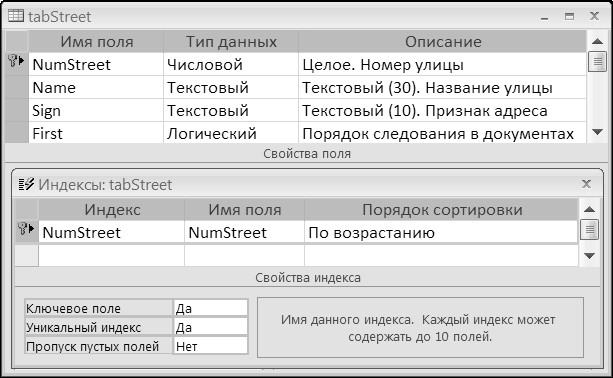 tabStreet
Имя поля Тип данных Описание
NumStreet Числовой Целое. Номер улицы
Name Текстовый Текстовый (30). Название улицы
Sign Текстовый Текстовый (10). Признак адреса
First Логический Порядок следования в документах
Свойства поля
Индексы: tabStreet
Индекс Имя поля Порядок сортировки
NumStreet NumStreet По возрастанию
Свойства индекса
Ключевое поле Да
Уникальный индекс Да
Пропуск пустых полей Нет
Имя данного индекса. Каждый индекс может
содержать до 10 полей.